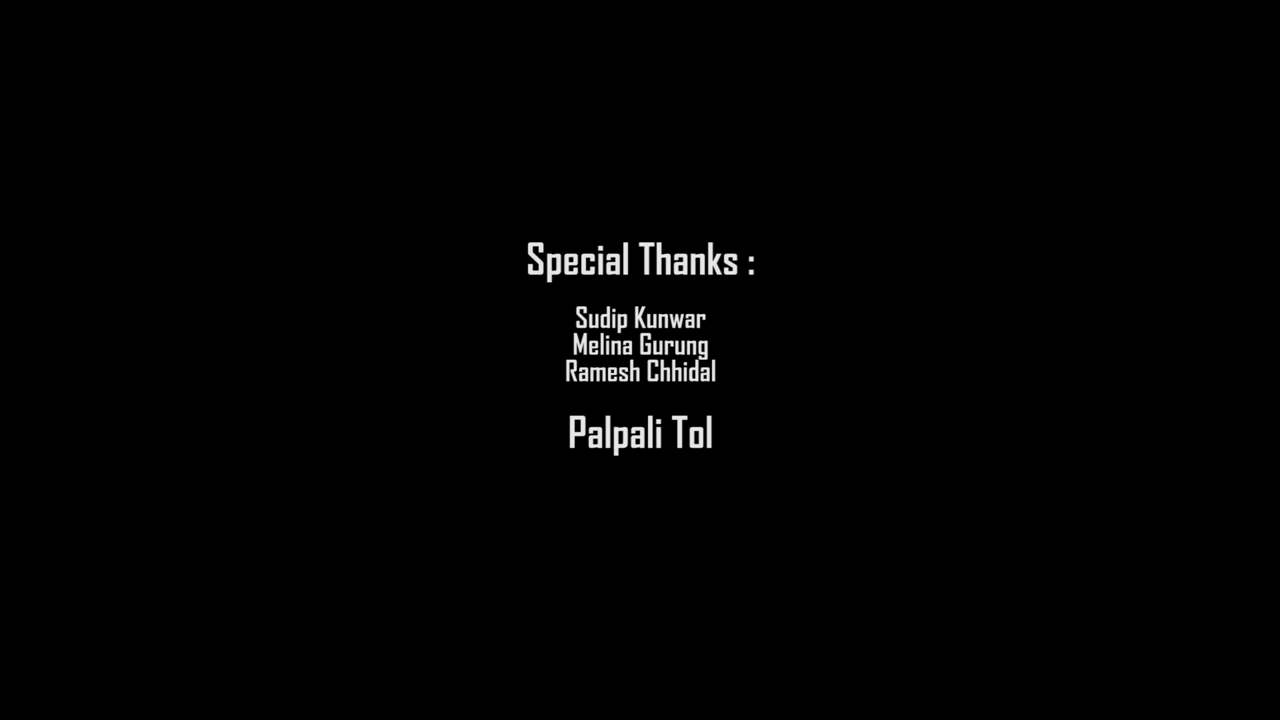 Special Thanks :
Sudip Kunwar
Melina Gurung
Ramesh Chhidal
Palpali Tol